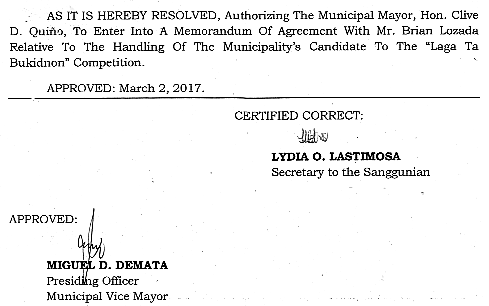 AS IT IS HEREBY RESOLVED, Authorizing The Municipal Mayor, Hon. Clive
D. Quiño, To Enter Into A Memorandum Of Agreement With Mr. Brian Lozada
Relative To The Handling Of The Municipality's Candidate To The "Laga Ta
Bukidnon" Competition.
APPROVED: March 2, 2017.
CERTIFIED CORRECT:
LYDIA O. LASTIMOSA
Secretary to the Sanggunian
APPROVED:
MIGUEL D. DEMATA
Presiding Officer
Municipal Vice Mayor